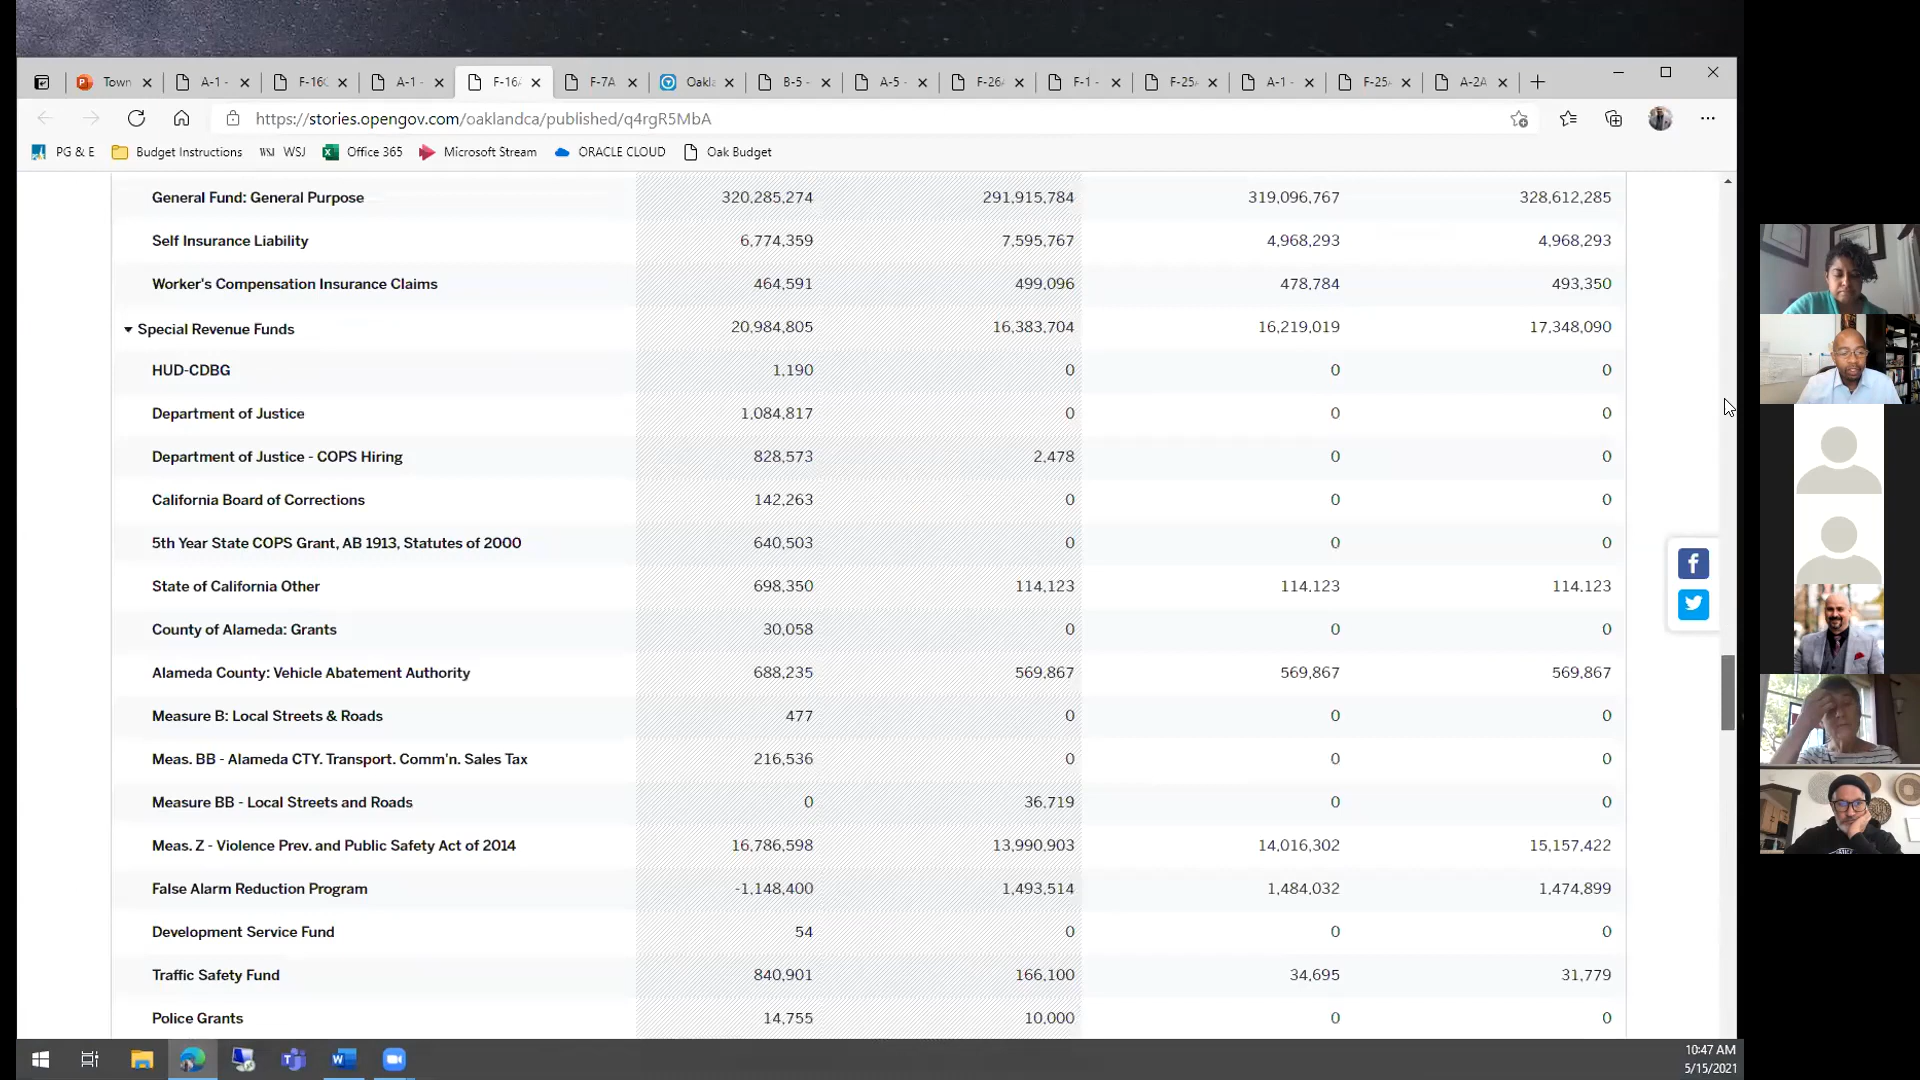 Town
A-1 -
F-16C
A-1 -
F-16A
F-7A
Oakl
B-5 -
A-5 -
F-26
F-1 -
F-25
A-1 -
F-25
A-2A
https://stories.opengov.com/oaklandca/published/q4rgR5MbA
PG & E
Budget Instructions
WSJ WSJ
Office 365
Microsoft Stream
ORACLE CLOUD
Oak Budget
General Fund: General Purpose 320,285,274 291,915,784 319,096,767 328,612,285
Self Insurance Liability 6,774,359 7,595,767 4,968,293 4,968,293
Worker's Compensation Insurance Claims 464,591 499,096 478,784 493,350
Special Revenue Funds 20,984,805 16,383,704 16,219,019 17,348,090
HUD-CDBG 1,190 0 0 0
Department of Justice 1,084,817 0 0 0
Department of Justice - COPS Hiring 828,573 2,478 0 0
California Board of Corrections 142,263 0 0 0
5th Year State COPS Grant, AB 1913, Statutes of 2000 640,503 0 0 0
State of California Other 698,350 114,123 114,123 114,123
County of Alameda: Grants 30,058 0 0 0
Alameda County: Vehicle Abatement Authority 688,235 569,867 569,867 569,867
Measure B: Local Streets & Roads 477 0 0 0
Meas. BB - Alameda CTY. Transport. Comm'n. Sales Tax 216,536 0 0 0
Measure BB - Local Streets and Roads 0 36,719 0 0
Meas. Z - Violence Prev. and Public Safety Act of 2014 16,786,598 13,990,903 14,016,302 15,157,422
False Alarm Reduction Program -1,148,400 1,493,514 1,484,032 1,474,899
Development Service Fund 54 0 0 0
Traffic Safety Fund 840,901 166,100 34,695 31,779
Police Grants 14,755 10,000 0 0
10:47 AM
5/15/2021